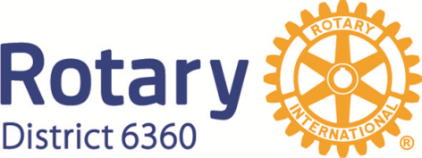 Rotary
District 6360
ROTARY
INTERNATIONAL
®